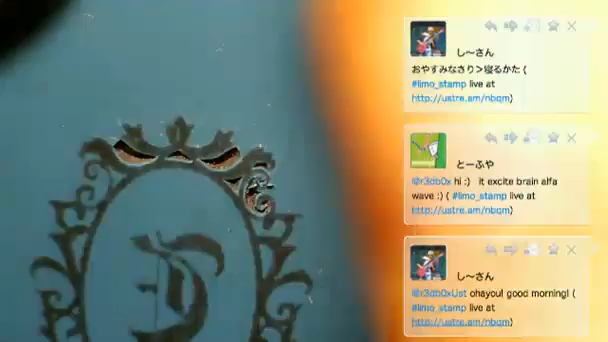 し〜さん
おやすみなさり＞寝るかた (
#limo_stamp live at
http://ustre.am/nbqm)
とーふや
@r3db0x hi :) it excite brain alfa
wave :) ( #limo_stamp live at
http://ustre.am/nbqm)
し〜さん
@r3db0xUst ohayou! good morning! (
#limo_stamp live at
http://ustre.am/nbqm)